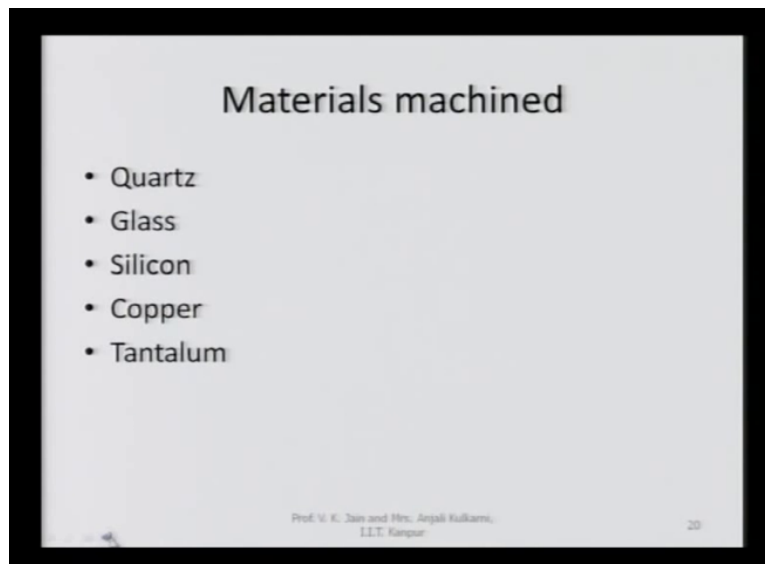 Materials machined
• Quartz
• Glass
• Silicon
• Copper
• Tantalum
Prof. V. K. Jain and Mrs. Anjali Kulkarni,
I.I.T. Kanpur
20